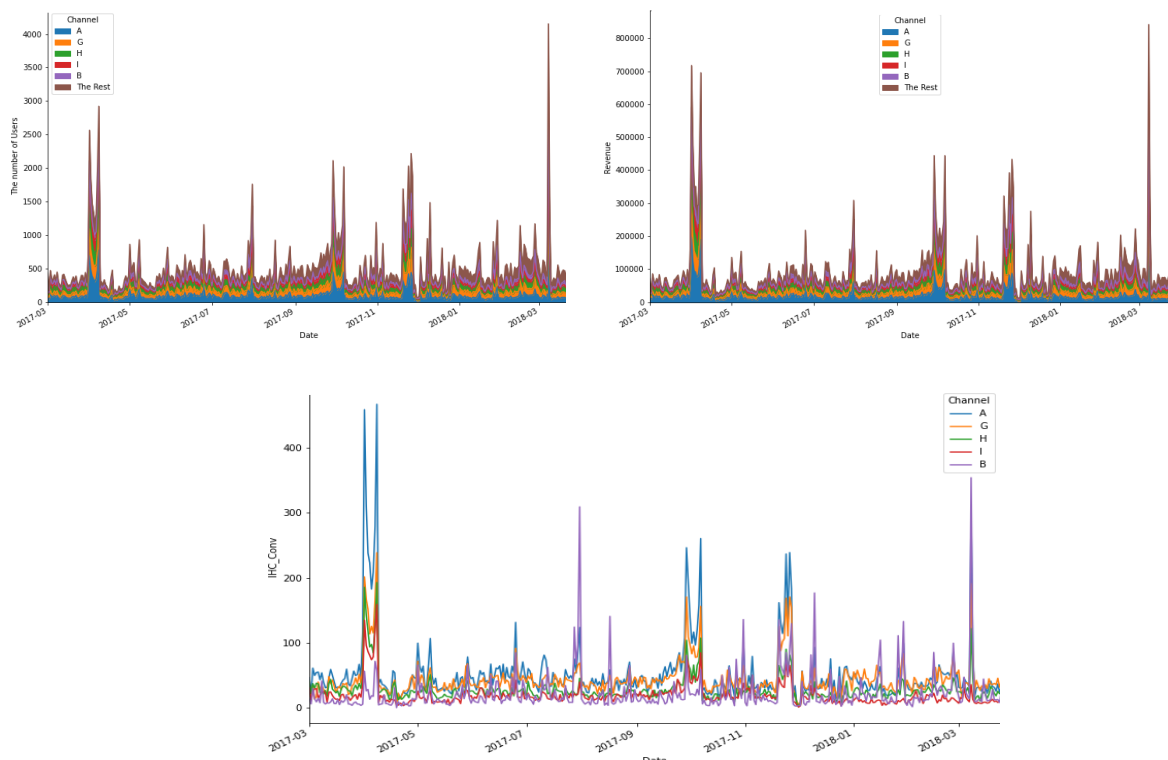 Channel
A
G
H
I
B
The Rest
The number of Users
4000
3500
3000
2500
2000
1500
1000
500
0
2017-03
2017-05
2017-07
2017-09
2017-11
2018-01
2018-03
Date
Channel
A
G
H
I
B
The Rest
Revenue
800000
700000
600000
500000
400000
300000
200000
100000
0
2017-03
2017-05
2017-07
2017-09
2017-11
2018-01
2018-03
Date
Channel
A
G
H
I
B
IHC_Conv
400
300
200
100
0
2017-03
2017-05
2017-07
2017-09
2017-11
2018-01
2018-03
Date